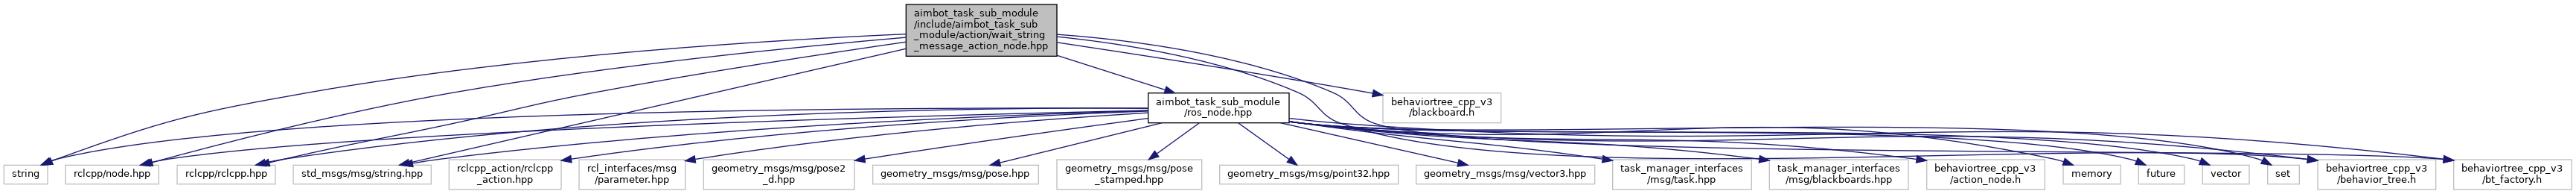 aimbot_task_sub_module
/include/aimbot_task_sub
_module/action/wait_string
_message_action_node.hpp
aimbot_task_sub_module
/ros_node.hpp
behaviortree_cpp_v3
/blackboard.h
string
rclcpp/node.hpp
rclcpp/rclcpp.hpp
std_msgs/msg/string.hpp
rclcpp_action/rclcpp
_action.hpp
rcl_interfaces/msg
/parameter.hpp
geometry_msgs/msg/pose2
_d.hpp
geometry_msgs/msg/pose.hpp
geometry_msgs/msg/pose
_stamped.hpp
geometry_msgs/msg/point32.hpp
geometry_msgs/msg/vector3.hpp
task_manager_interfaces
/msg/task.hpp
task_manager_interfaces
/msg/blackboards.hpp
behaviortree_cpp_v3
/action_node.h
memory
future
vector
set
behaviortree_cpp_v3
/behavior_tree.h
behaviortree_cpp_v3
/bt_factory.h